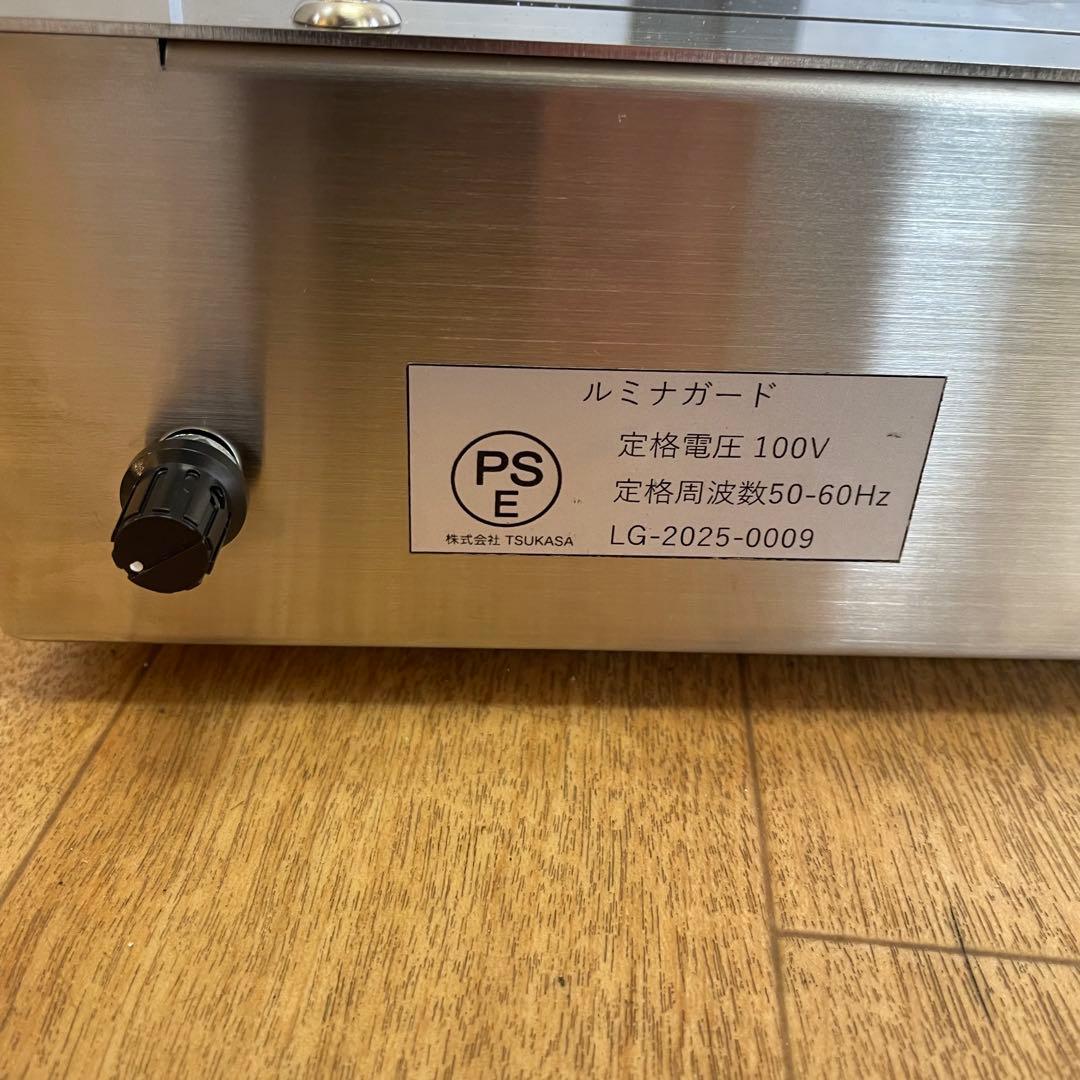 ルミナガード
PS
E
定格電圧 100V
定格周波数50-60Hz
株式会社 TSUKASA
LG-2025-0009